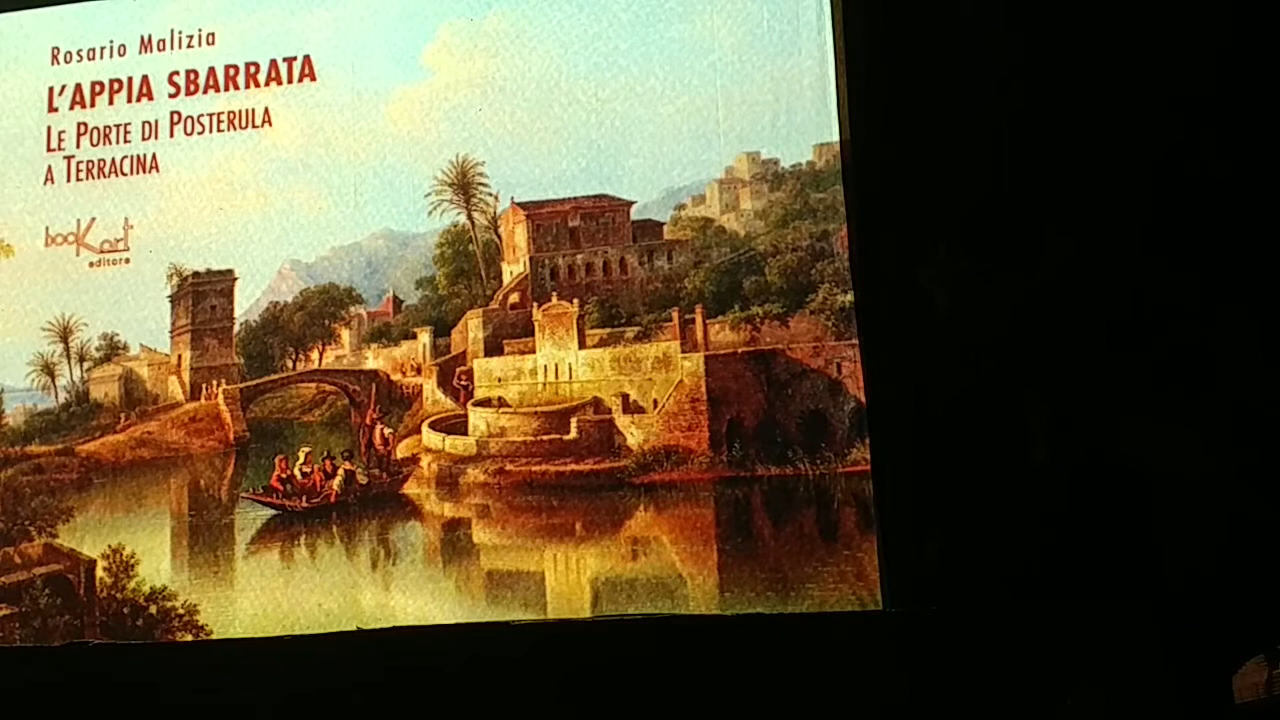 Rosario Malizia
L'APPIA SBARRATA
LE PORTE DI POSTERULA
A TERRACINA
booKart
editore